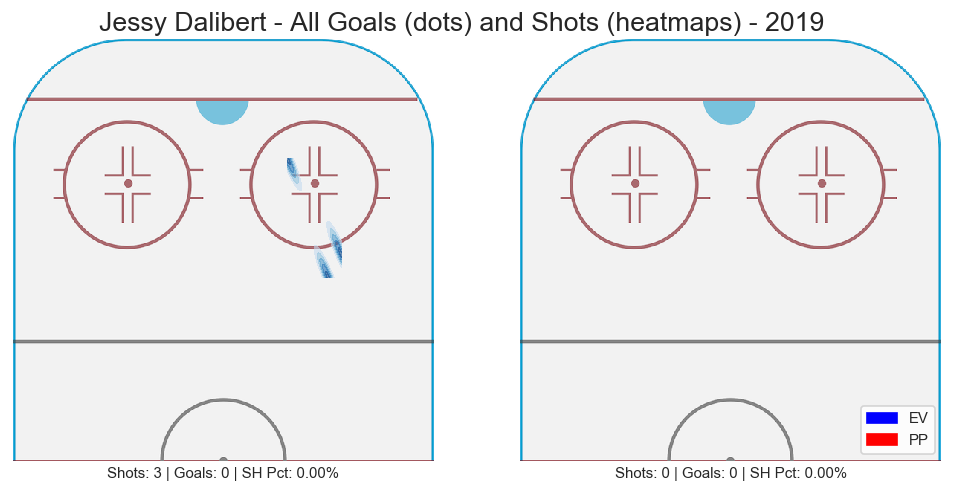 Jessy Dalibert - All Goals (dots) and Shots (heatmaps) - 2019
EV
PP
Shots: 3 | Goals: 0 | SH Pct: 0.00%
Shots: 0 | Goals: 0 | SH Pct: 0.00%